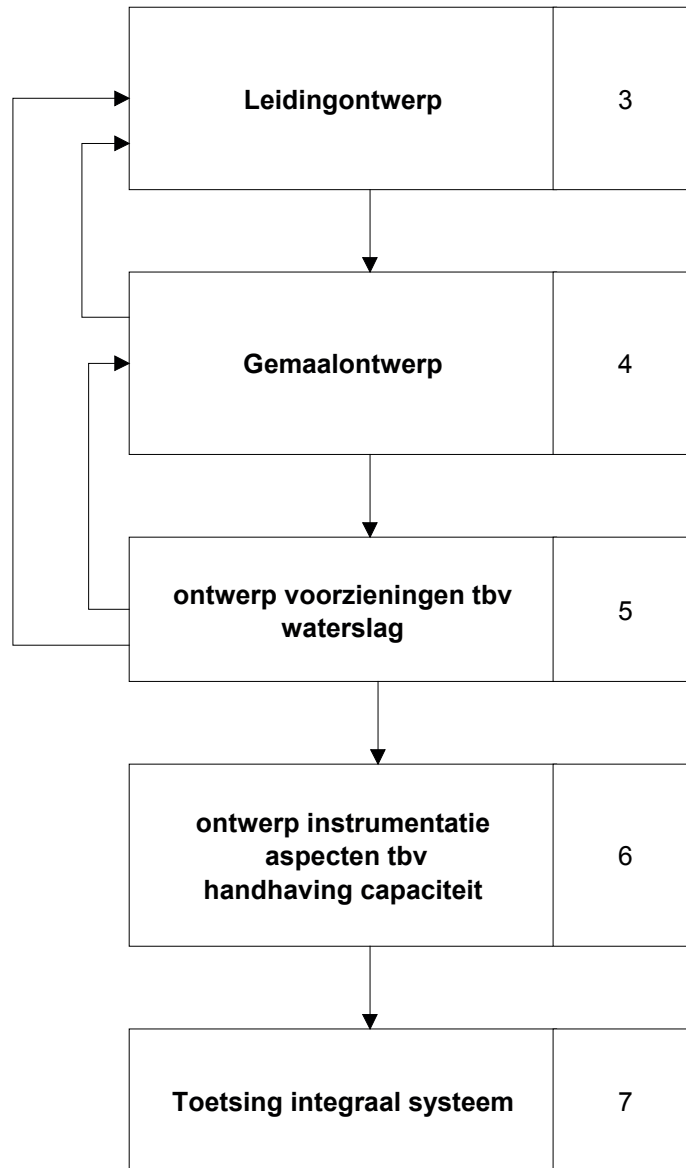 Leidingontwerp 3
Gemaalontwerp 4
ontwerp voorzieningen tbv
waterslag
5
ontwerp instrumentatie
aspecten tbv
handhaving capaciteit
6
Toetsing integraal systeem 7